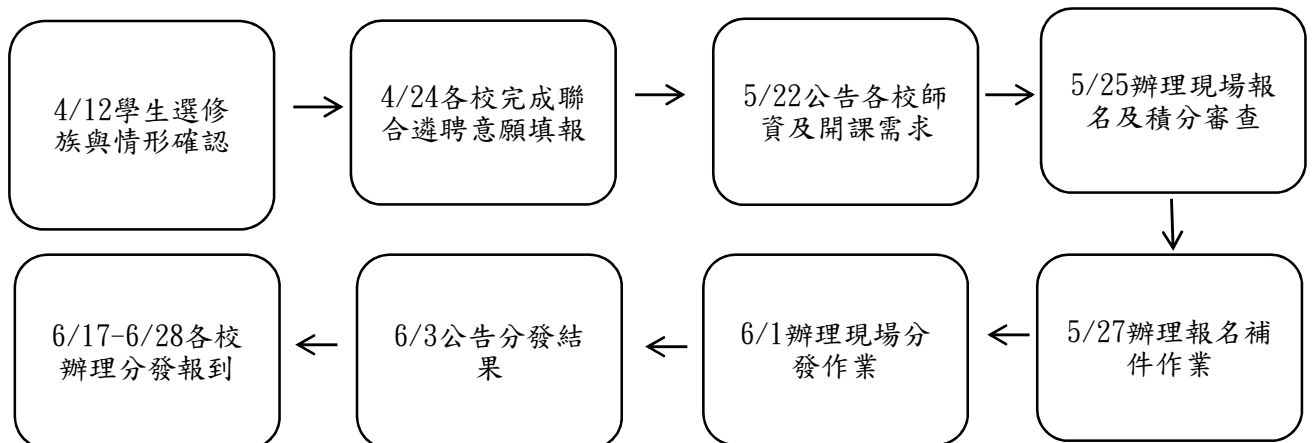 4/12學生選修
族與情形確認
4/24各校完成聯
合遴聘意願填報
5/22公告各校師
資及開課需求
5/25辦理現場報
名及積分審查
5/27辦理報名補
件作業
6/1辦理現場分
發作業
6/3公告分發結
果
6/17-6/28各校
辦理分發報到